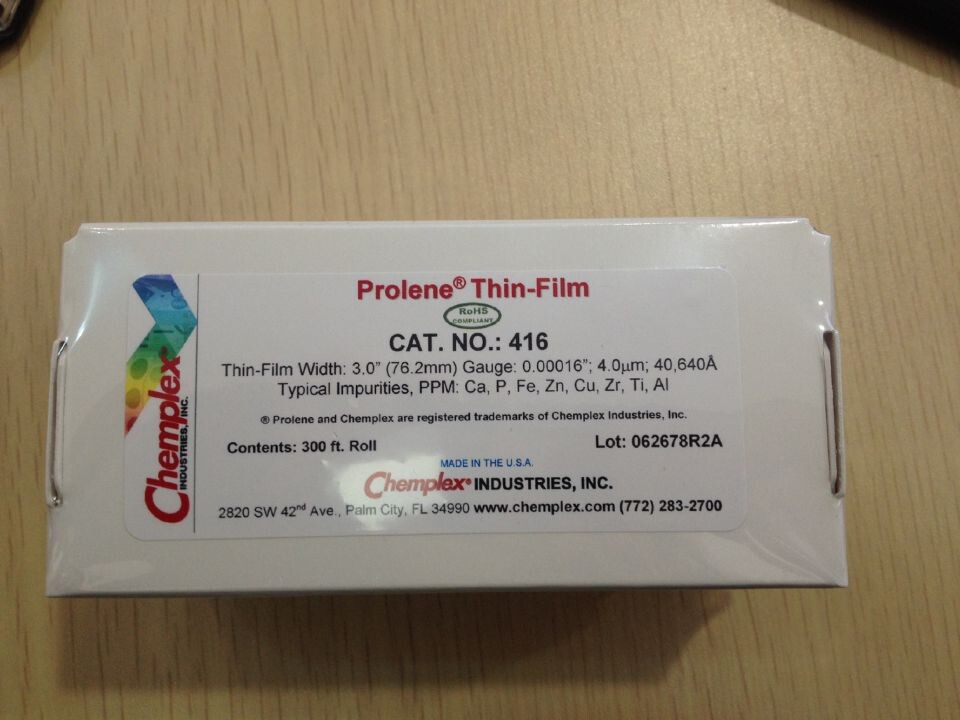 Prolene® Thin-Film
RoHS
COMPLIANT
CAT. NO.: 416
Thin-Film Width: 3.0" (76.2mm) Gauge: 0.00016"; 4.0µm; 40,640Å
Typical Impurities, PPM: Ca, P, Fe, Zn, Cu, Zr, Ti, Al
® Prolene and Chemplex are registered trademarks of Chemplex Industries, Inc.
Contents: 300 ft. Roll Lot: 062678R2A
MADE IN THE U.S.A.
Chemplex® INDUSTRIES, INC.
2820 SW 42nd Ave., Palm City, FL 34990 www.chemplex.com (772) 283-2700
Chemplex®
INDUSTRIES, INC.